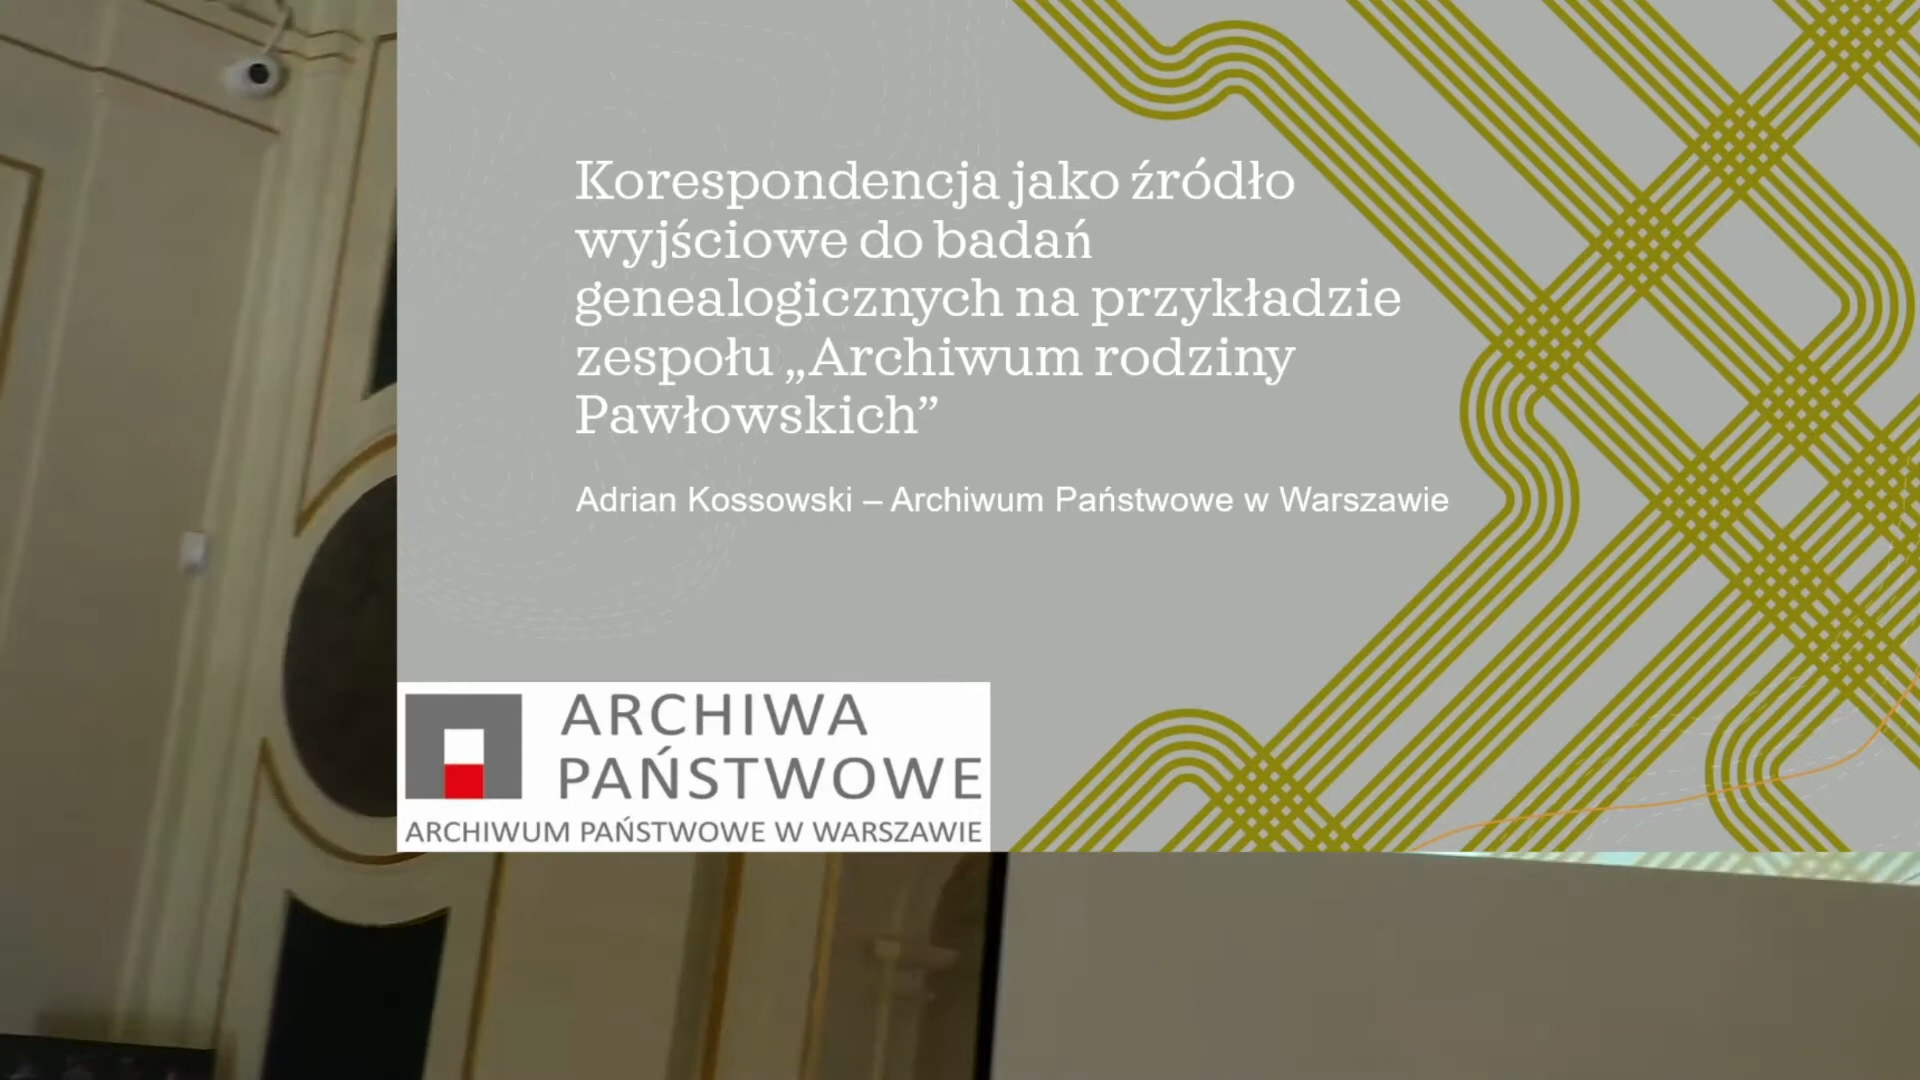 Korespondencja jako źródło
wyjściowe do badań
genealogicznych na przykładzie
zespołu „Archiwum rodziny
Pawłowskich”
Adrian Kossowski – Archiwum Państwowe w Warszawie
ARCHIWA
PAŃSTWOWE
ARCHIWUM PAŃSTWOWE W WARSZAWIE